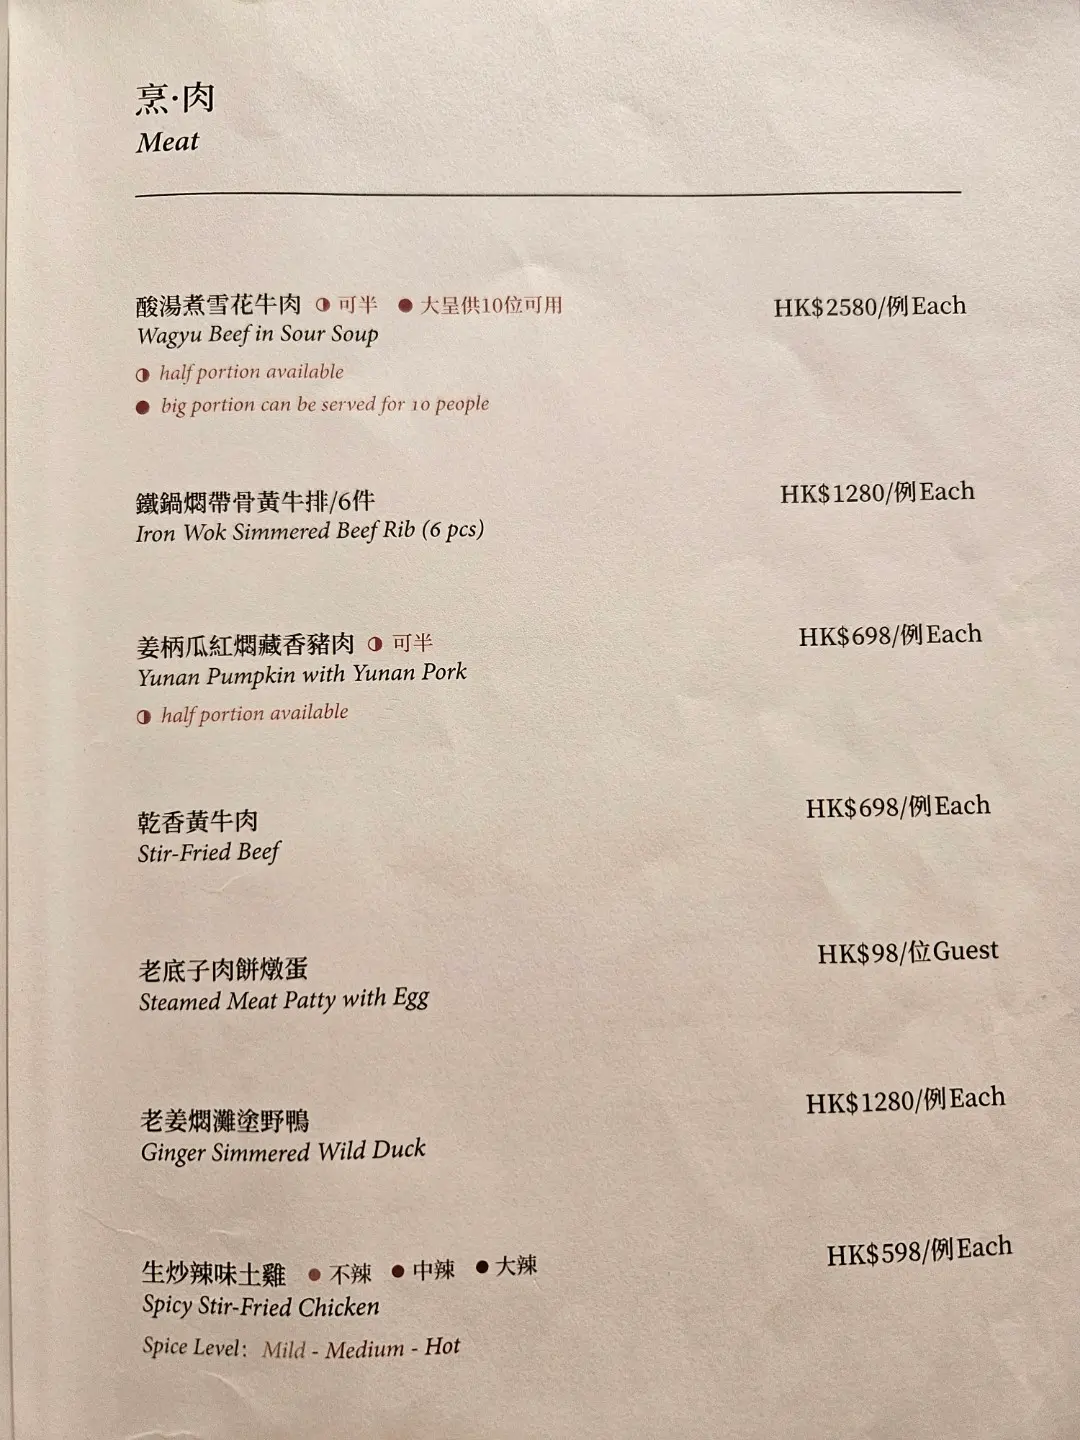 烹·肉
Meat
酸湯煮雪花牛肉 ◑ 可半 ● 大呈供10位可用 HK$2580/例Each
Wagyu Beef in Sour Soup
◑ half portion available
● big portion can be served for 10 people
鐵鍋燜帶骨黃牛排/6件 HK$1280/例Each
Iron Wok Simmered Beef Rib (6 pcs)
姜柄瓜紅燜藏香豬肉 ◑ 可半 HK$698/例Each
Yunan Pumpkin with Yunan Pork
◑ half portion available
乾香黃牛肉 HK$698/例Each
Stir-Fried Beef
老底子肉餅燉蛋 HK$98/位Guest
Steamed Meat Patty with Egg
老姜燜灘塗野鴨 HK$1280/例Each
Ginger Simmered Wild Duck
生炒辣味土雞 ● 不辣 ● 中辣 ● 大辣 HK$598/例Each
Spicy Stir-Fried Chicken
Spice Level: Mild - Medium - Hot